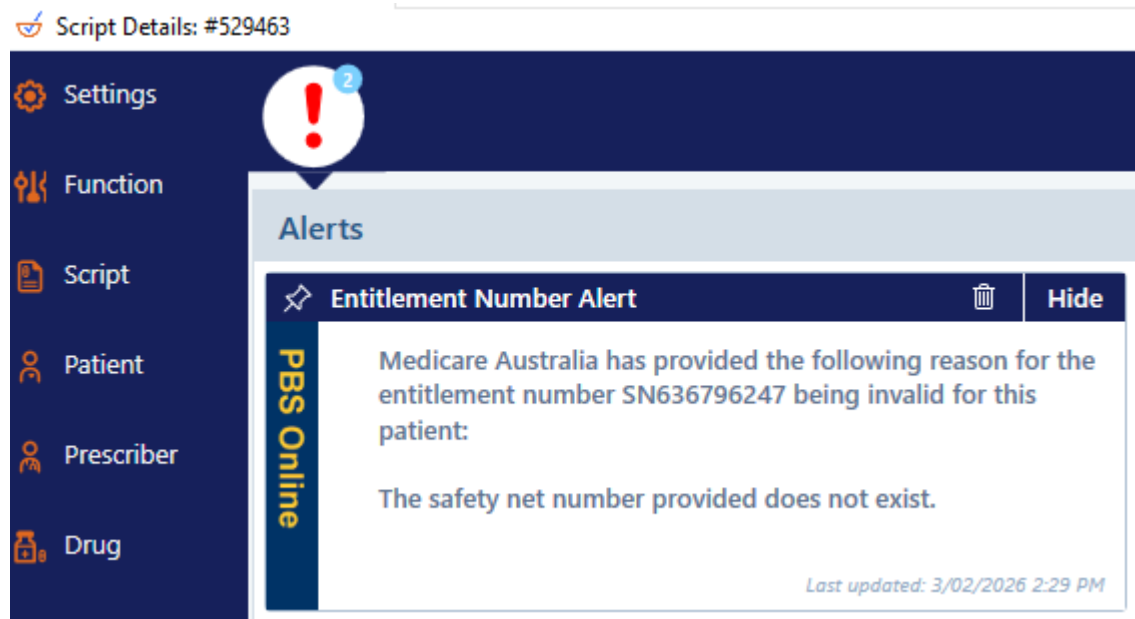 Script Details: #529463
Settings
2
Function
Alerts
Script
Entitlement Number Alert
Hide
Patient
PBS Online
Medicare Australia has provided the following reason for the
entitlement number SN636796247 being invalid for this
patient:
Prescriber
The safety net number provided does not exist.
Drug
Last updated: 3/02/2026 2:29 PM